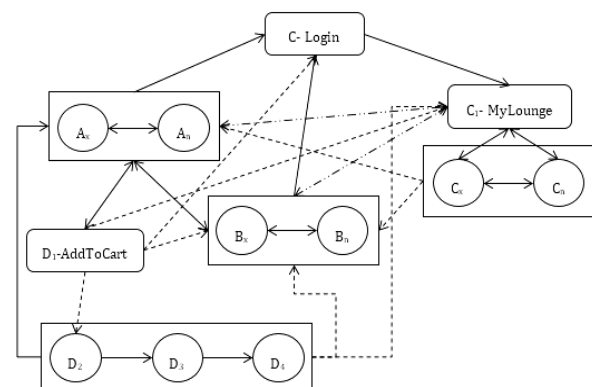 C- Login
C₁- MyLounge
Aₓ
Aₙ
Cₓ
Cₙ
Bₓ
Bₙ
D₁-AddToCart
D₂
D₃
D₄